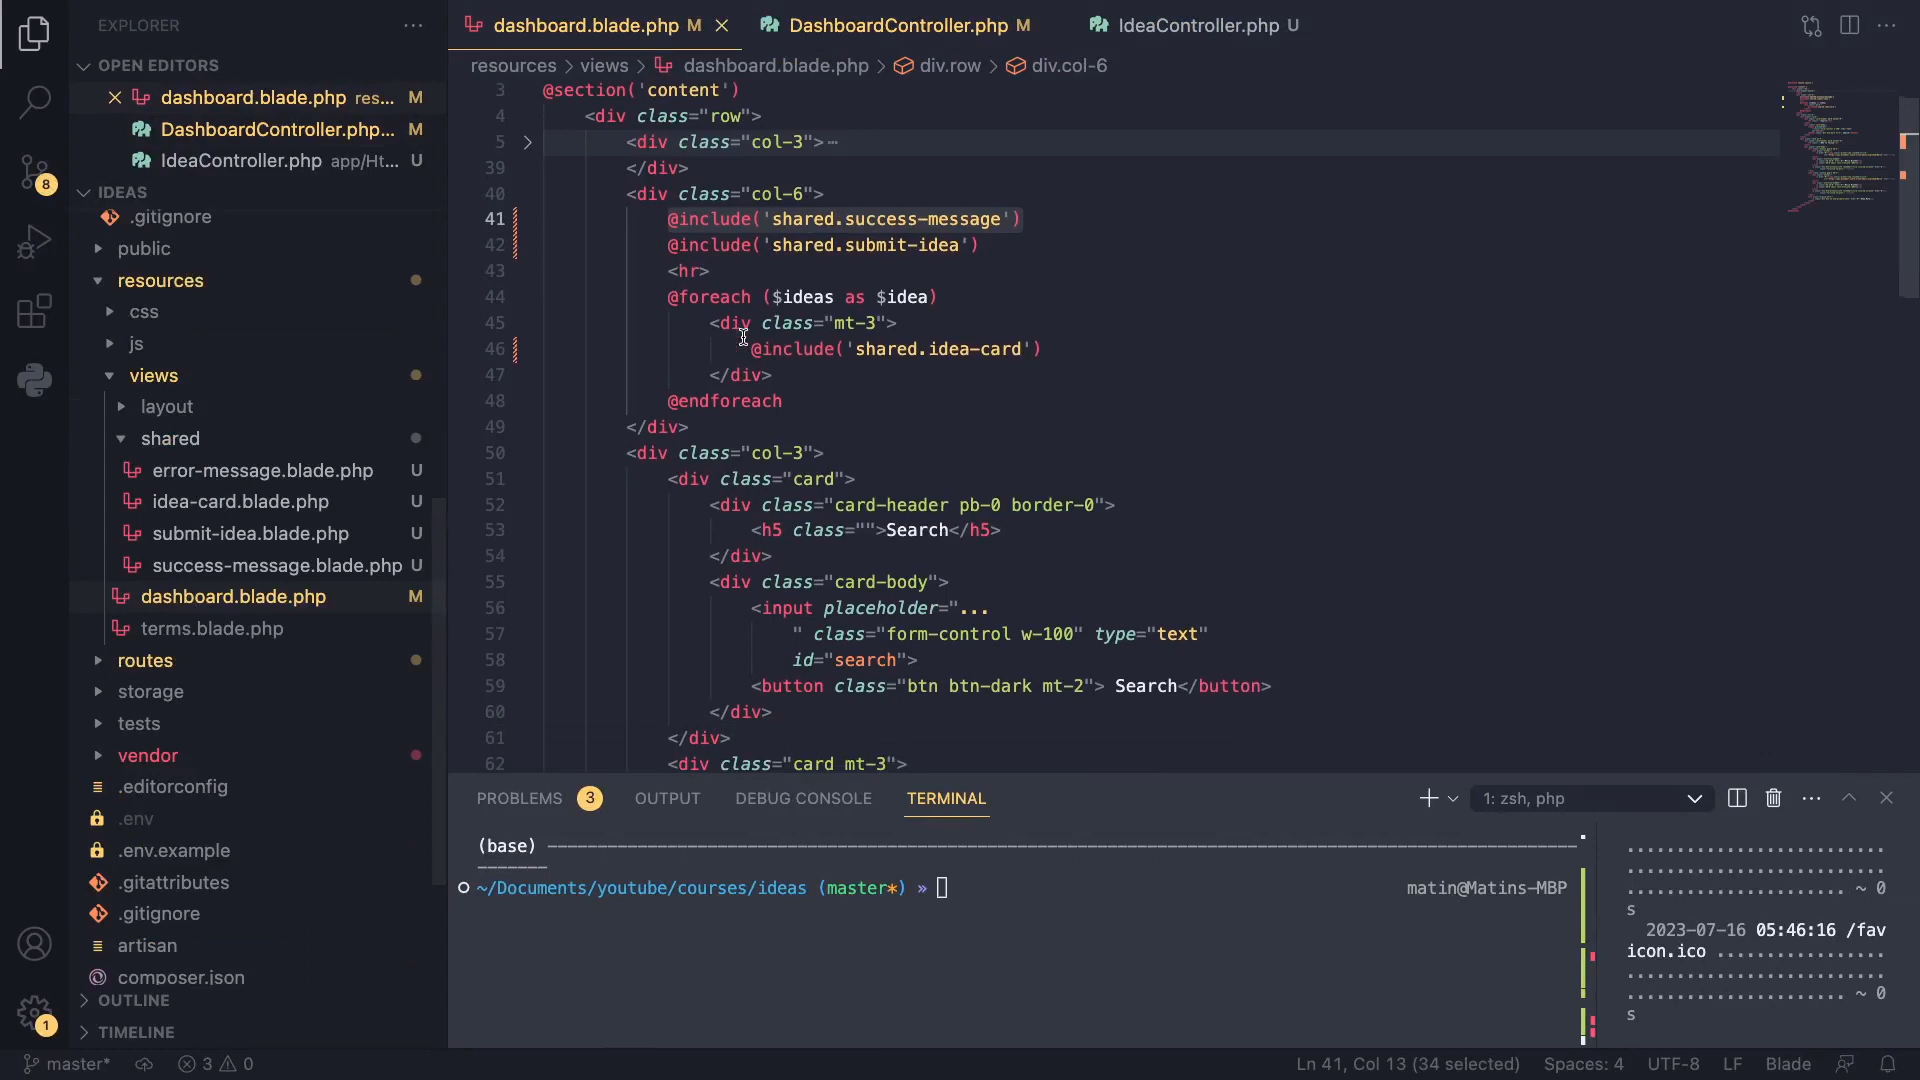 EXPLORER
OPEN EDITORS
dashboard.blade.php res... M
DashboardController.php... M
IdeaController.php app/Ht... U
8
IDEAS
.gitignore
public
resources
css
js
views
layout
shared
error-message.blade.php U
idea-card.blade.php U
submit-idea.blade.php U
success-message.blade.php U
dashboard.blade.php M
terms.blade.php
routes
storage
tests
vendor
.editorconfig
.env
.env.example
.gitattributes
.gitignore
artisan
composer.json
OUTLINE
1
TIMELINE
dashboard.blade.php M
DashboardController.php M
IdeaController.php U
resources > views > dashboard.blade.php > div.row > div.col-6
3 @section('content')
4 <div class="row">
5 <div class="col-3">
39 </div>
40 <div class="col-6">
41 @include('shared.success-message')
42 @include('shared.submit-idea')
43 <hr>
44 @foreach ($ideas as $idea)
45 <div class="mt-3">
46 @include('shared.idea-card')
47 </div>
48 @endforeach
49 </div>
50 <div class="col-3">
51 <div class="card">
52 <div class="card-header pb-0 border-0">
53 <h5 class="">Search</h5>
54 </div>
55 <div class="card-body">
56 <input placeholder="...
57 " class="form-control w-100" type="text"
58 id="search">
59 <button class="btn btn-dark mt-2"> Search</button>
60 </div>
61 </div>
62 <div class="card mt-3">
PROBLEMS 3 OUTPUT DEBUG CONSOLE TERMINAL
1: zsh, php
(base)
~/Documents/youtube/courses/ideas (master*) » matin@Matins-MBP
........................
........................
..................... ~ 0
s
2023-07-16 05:46:16 /fav
icon.ico ................
........................
..................... ~ 0
s
master* 3 0 Ln 41, Col 13 (34 selected) Spaces: 4 UTF-8 LF Blade